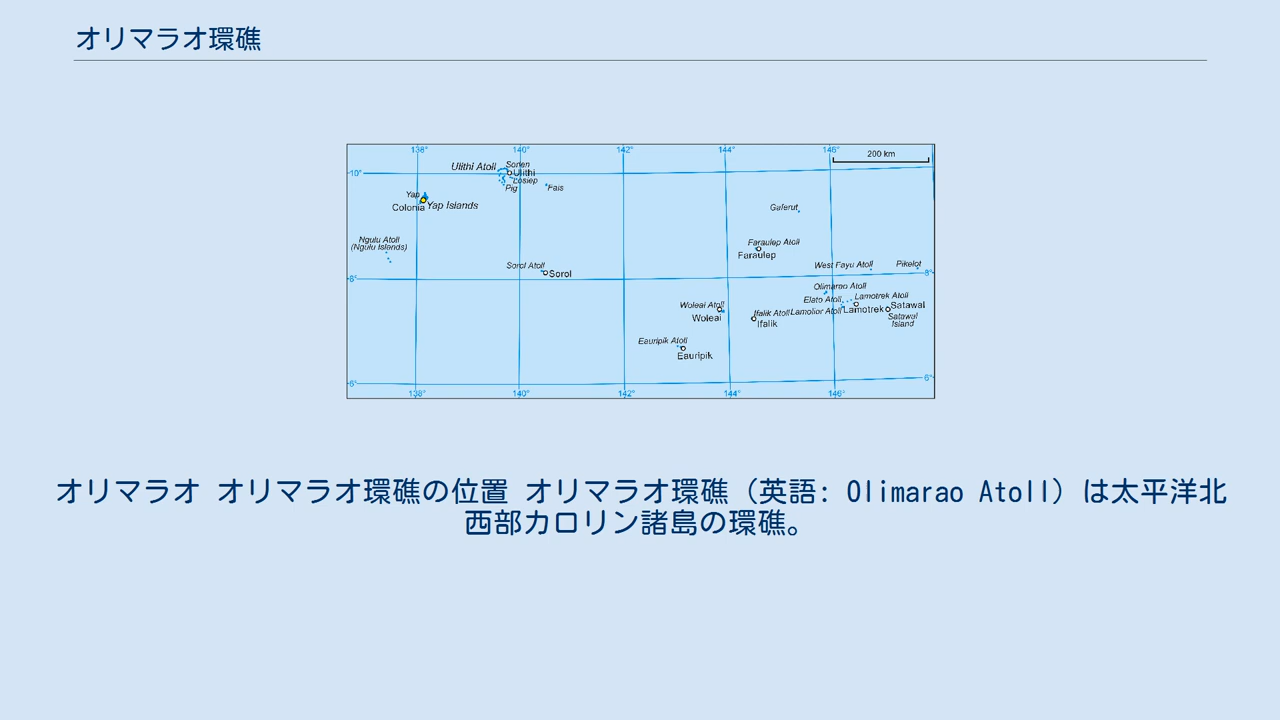 オリマラオ環礁
138° 140° 142° 144° 146°
200 km
10°
Ulithi Atoll
Sorlen
Ulithi
Losiep
Pig
Fais
Yap
Colonia
Yap Islands
Gaferut
Ngulu Atoll
(Ngulu Islands)
Faraulep Atoll
Faraulep
Sorol Atoll
Sorol
West Fayu Atoll
Pikelot
8°
8°
Olimarao Atoll
Elato Atoll
Lamotrek Atoll
Woleai Atoll
Woleai
Ifalik Atoll
Ifalik
Lamolior Atoll
Lamotrek
Satawal
Satawal
Island
Eauripik Atoll
Eauripik
6°
6°
138° 140° 142° 144° 146°
オリマラオ オリマラオ環礁の位置 オリマラオ環礁（英語: Olimarao Atoll）は太平洋北
西部カロリン諸島の環礁。